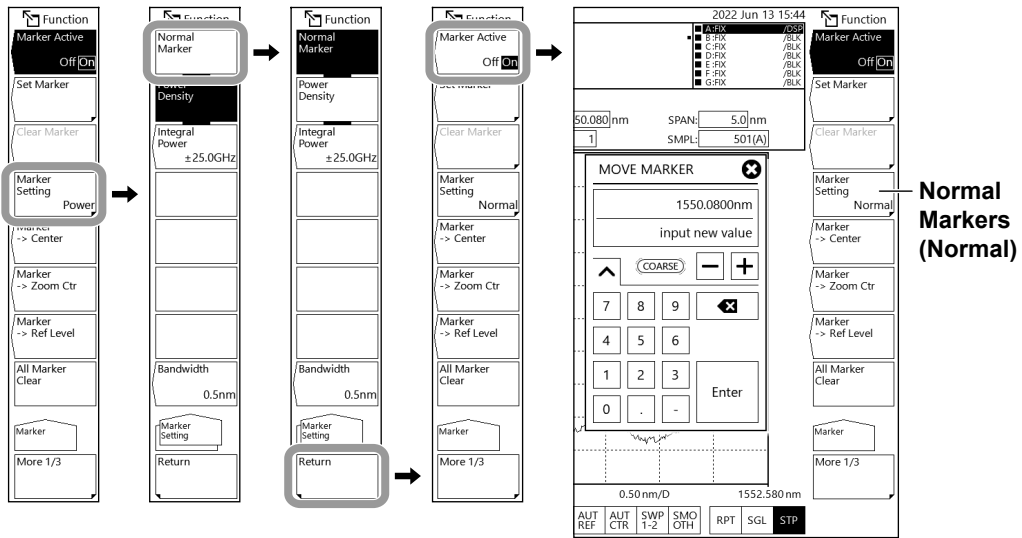 Function
Marker Active
Off On
Set Marker
Clear Marker
Marker
Setting
Power
Marker
-> Center
Marker
-> Zoom Ctr
Marker
-> Ref Level
All Marker
Clear
Marker
More 1/3
Function
Normal
Marker
Power
Density
Integral
Power
±25.0GHz
Bandwidth
0.5nm
Marker
Setting
Return
Function
Normal
Marker
Power
Density
Integral
Power
±25.0GHz
Bandwidth
0.5nm
Marker
Setting
Return
Function
Marker Active
Off On
Set Marker
Clear Marker
Marker
Setting
Normal
Marker
-> Center
Marker
-> Zoom Ctr
Marker
-> Ref Level
All Marker
Clear
Marker
More 1/3
2022 Jun 13 15:44
A:FIX /DSP
B:FIX /BLK
C:FIX /BLK
D:FIX /BLK
E:FIX /BLK
F:FIX /BLK
G:FIX /BLK
50.080 nm SPAN: 5.0 nm
1 SMPL: 501(A)
MOVE MARKER
1550.0800nm
input new value
COARSE − +
7 8 9
4 5 6
1 2 3
Enter
0 . -
0.50 nm/D 1552.580 nm
AUT REF
AUT CTR
SWP 1-2
SMO OTH
RPT SGL STP
Function
Marker Active
Off On
Set Marker
Clear Marker
Marker
Setting
Normal
Marker
-> Center
Marker
-> Zoom Ctr
Marker
-> Ref Level
All Marker
Clear
Marker
More 1/3
Normal
Markers
(Normal)